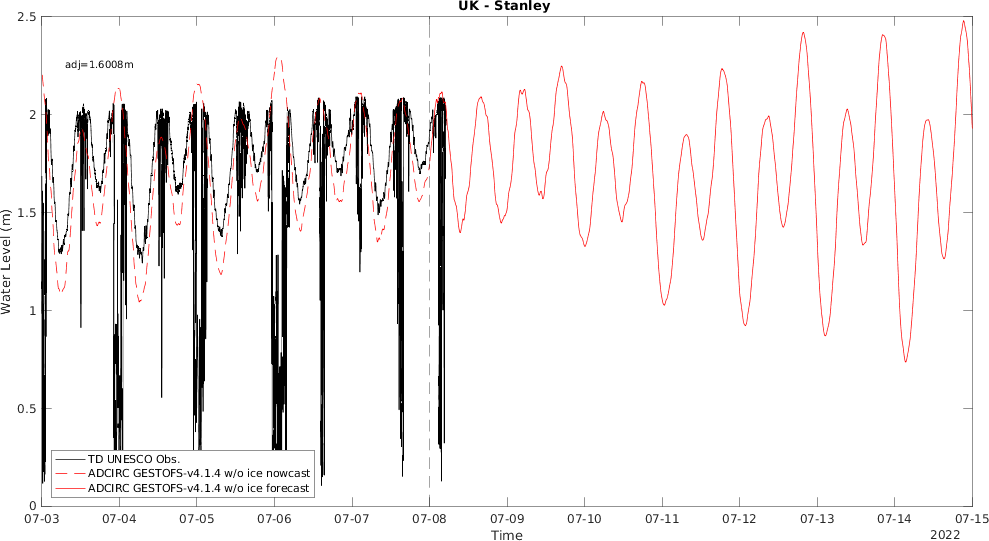 UK - Stanley
2.5
adj=1.6008m
2
1.5
Water Level (m)
1
0.5
TD UNESCO Obs.
ADCIRC GESTOFS-v4.1.4 w/o ice nowcast
ADCIRC GESTOFS-v4.1.4 w/o ice forecast
0
07-03 07-04 07-05 07-06 07-07 07-08 07-09 07-10 07-11 07-12 07-13 07-14 07-15
Time
2022